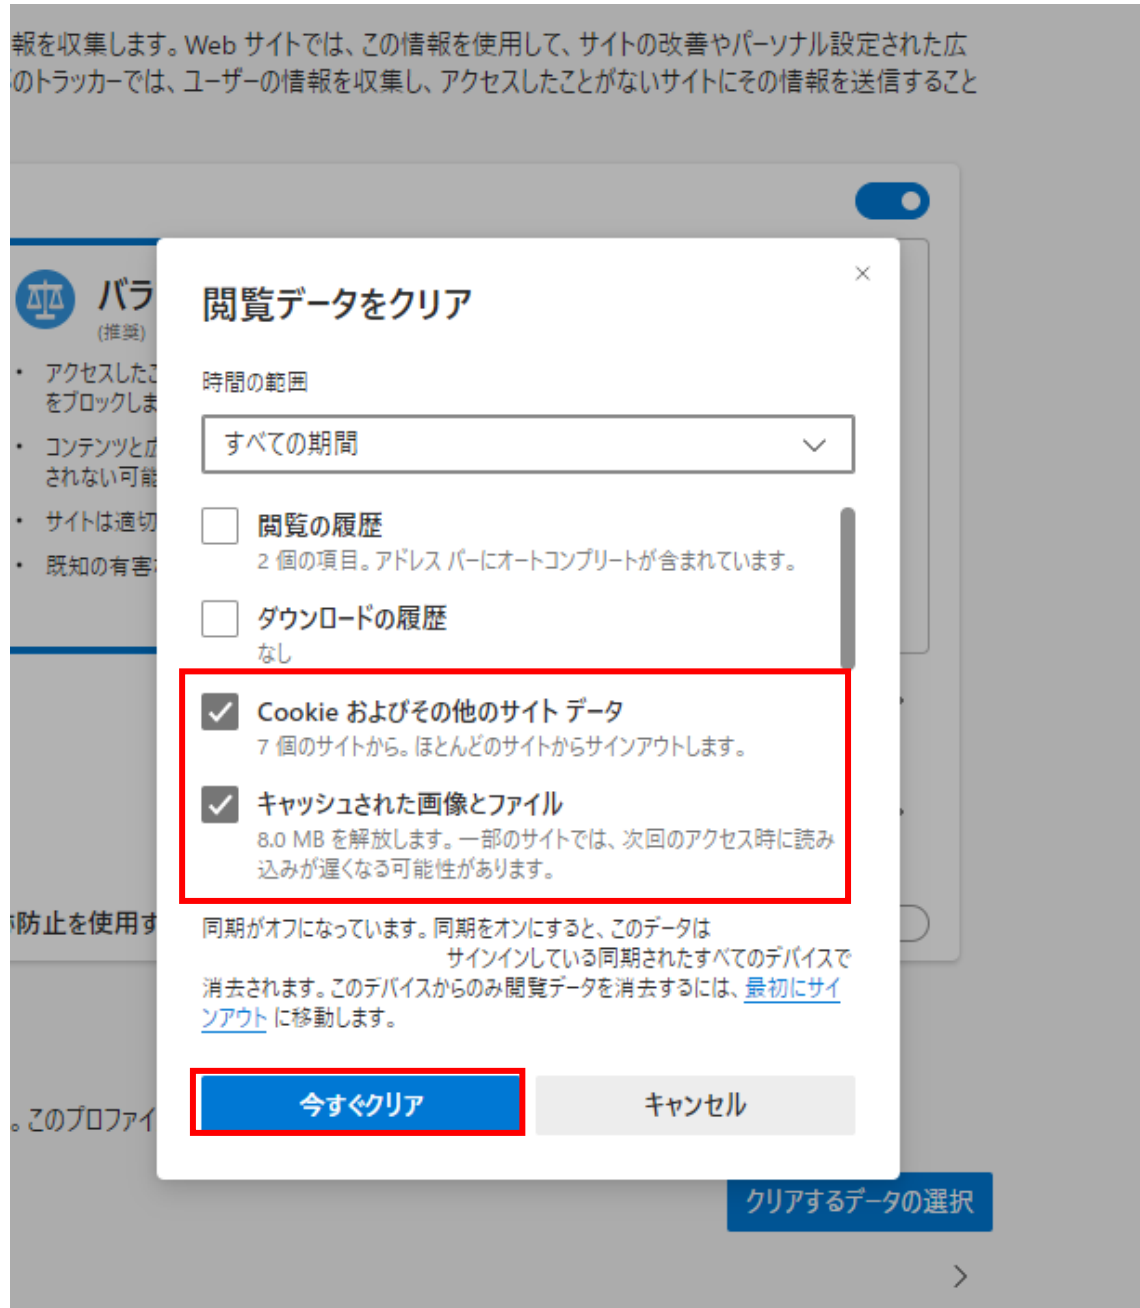 報を収集します。Web サイトでは、この情報を使用して、サイトの改善やパーソナル設定された広
のトラッカーでは、ユーザーの情報を収集し、アクセスしたことがないサイトにその情報を送信すること
バラ
(推奨)
• アクセスしたこ
をブロックしま
• コンテンツと広
されない可能
• サイトは適切
• 既知の有害
閲覧データをクリア
時間の範囲
すべての期間
閲覧の履歴
2 個の項目。アドレス バーにオートコンプリートが含まれています。
ダウンロードの履歴
なし
Cookie およびその他のサイト データ
7 個のサイトから。ほとんどのサイトからサインアウトします。
キャッシュされた画像とファイル
8.0 MB を解放します。一部のサイトでは、次回のアクセス時に読み
込みが遅くなる可能性があります。
防止を使用す
同期がオフになっています。同期をオンにすると、このデータは
サインインしている同期されたすべてのデバイスで
消去されます。このデバイスからのみ閲覧データを消去するには、最初にサイ
ンアウト に移動します。
今すぐクリア
キャンセル
。このプロファイ
クリアするデータの選択